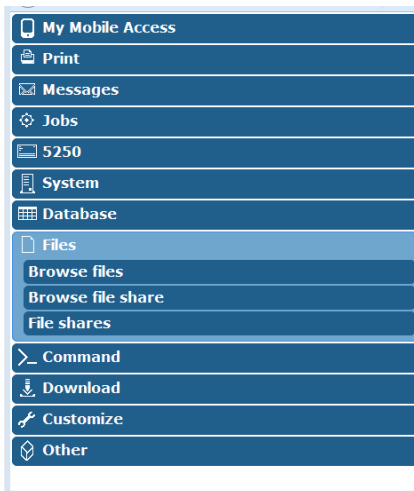 My Mobile Access
Print
Messages
Jobs
5250
System
Database
Files
Browse files
Browse file share
File shares
Command
Download
Customize
Other